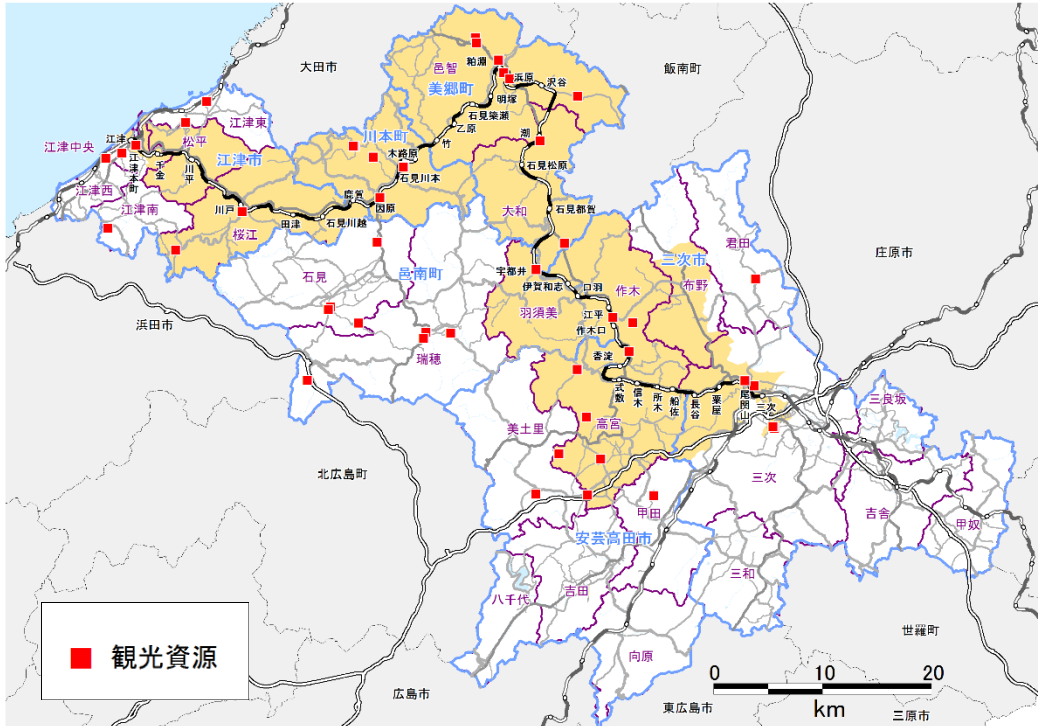 大田市
飯南町
邑智
粕淵
美郷町
浜原
沢谷
明塚
石見簗瀬
乙原
竹
潮
江津東
江津中央
江津
松平
川本町
木路原
石見川本
石見松原
江津市
江津本町
千金
川平
江津西
江津南
鹿賀
因原
大和
石見都賀
川戸
田津
石見川越
桜江
君田
庄原市
三次市
石見
邑南町
宇都井
伊賀和志
口羽
作木
布野
浜田市
羽須美
江平
作木口
瑞穂
香淀
式敷
信木
所木
船佐
長谷
粟屋
尾関山
三次
三良坂
美土里
高宮
北広島町
三次
吉舎
甲奴
甲田
安芸高田市
三和
八千代
吉田
世羅町
向原
観光資源
0
10
20
km
広島市
東広島市
三原市